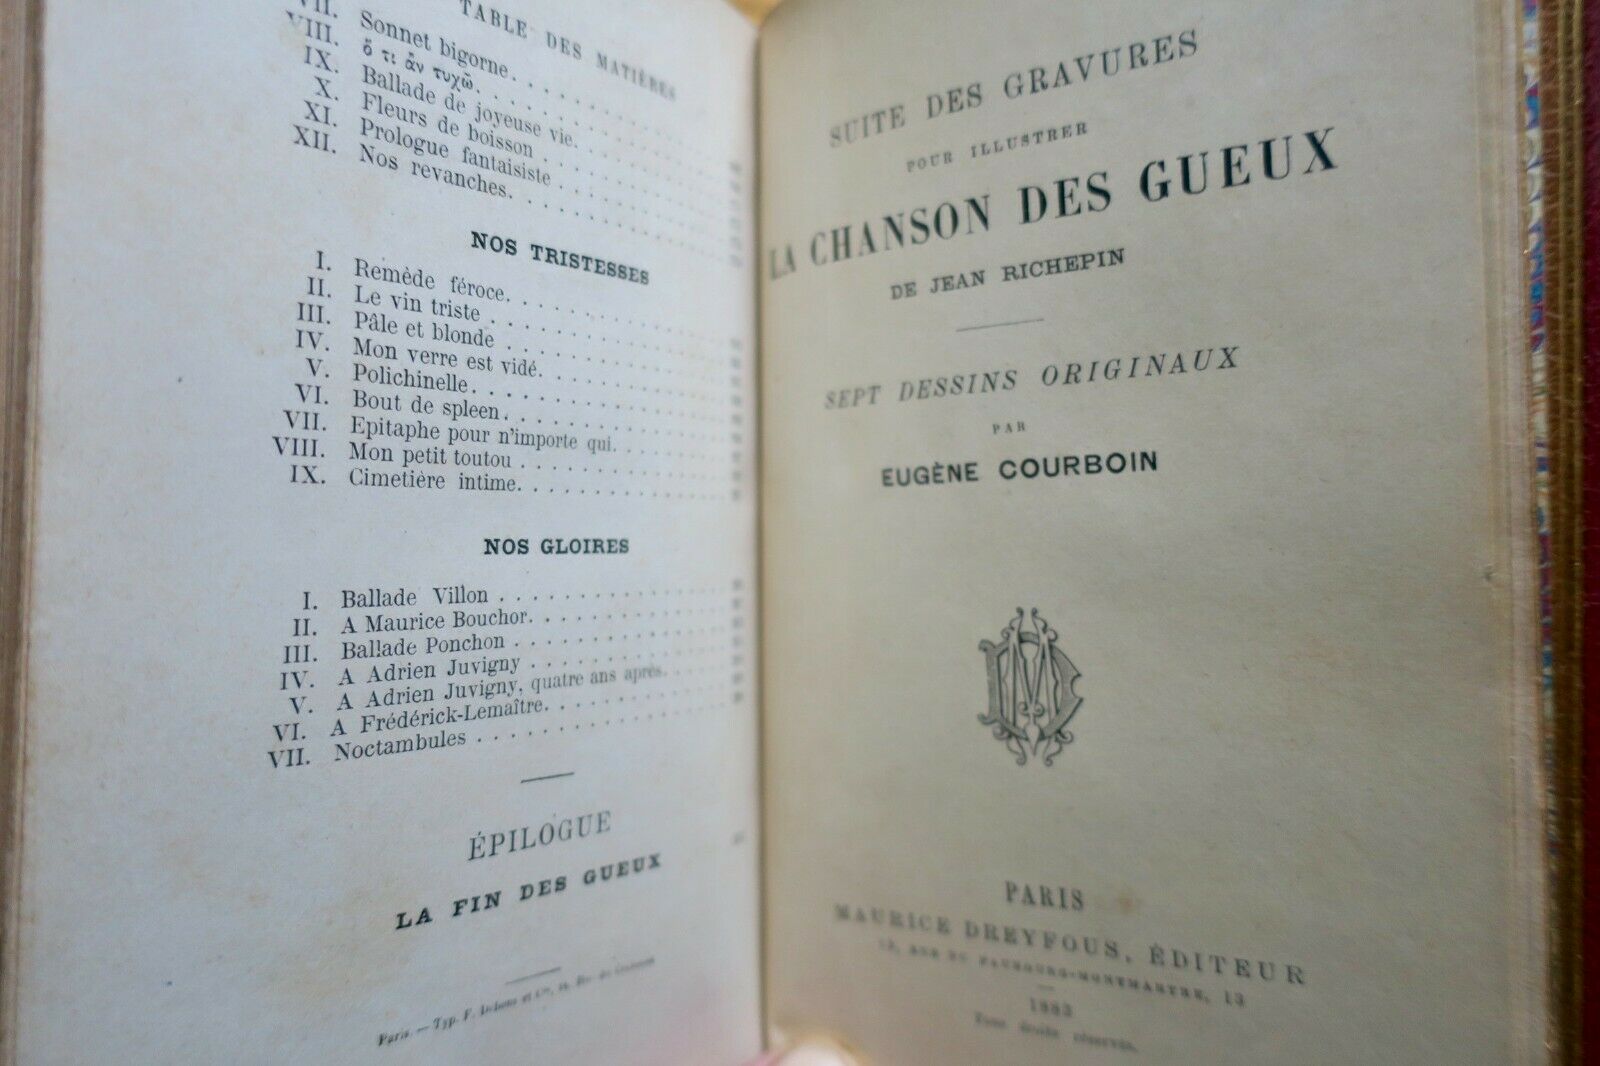 TABLE DES MATIÈRES
VII. Sonnet bigorne.
VIII. ὅ τι ἂν τυχῶ.
IX. Ballade de joyeuse vie.
X. Fleurs de boisson
XI. Prologue fantaisiste
XII. Nos revanches.
NOS TRISTESSES
I. Remède féroce.
II. Le vin triste
III. Pâle et blonde
IV. Mon verre est vidé.
V. Polichinelle.
VI. Bout de spleen.
VII. Epitaphe pour n'importe qui.
VIII. Mon petit toutou
IX. Cimetière intime.
NOS GLOIRES
I. Ballade Villon
II. A Maurice Bouchor.
III. Ballade Ponchon
IV. A Adrien Juvigny
V. A Adrien Juvigny, quatre ans après.
VI. A Frédérick-Lemaître.
VII. Noctambules
ÉPILOGUE
LA FIN DES GUEUX
Paris. — Typ. F.
SUITE DES GRAVURES
POUR ILLUSTRER
LA CHANSON DES GUEUX
DE JEAN RICHEPIN
SEPT DESSINS ORIGINAUX
PAR
EUGÈNE COURBOIN
PARIS
MAURICE DREYFOUS, ÉDITEUR
13, RUE DU FAUBOURG-MONTMARTRE, 13
Tous droits réservés.